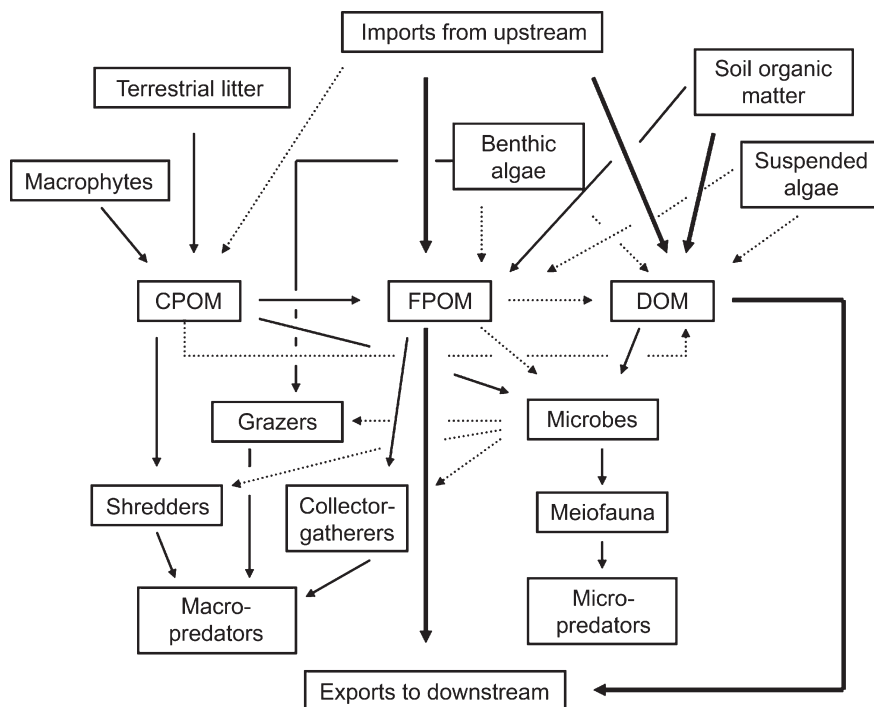 Imports from upstream
Terrestrial litter
Soil organic
matter
Benthic
algae
Suspended
algae
Macrophytes
CPOM
FPOM
DOM
Grazers
Microbes
Shredders
Collector-
gatherers
Meiofauna
Macro-
predators
Micro-
predators
Exports to downstream